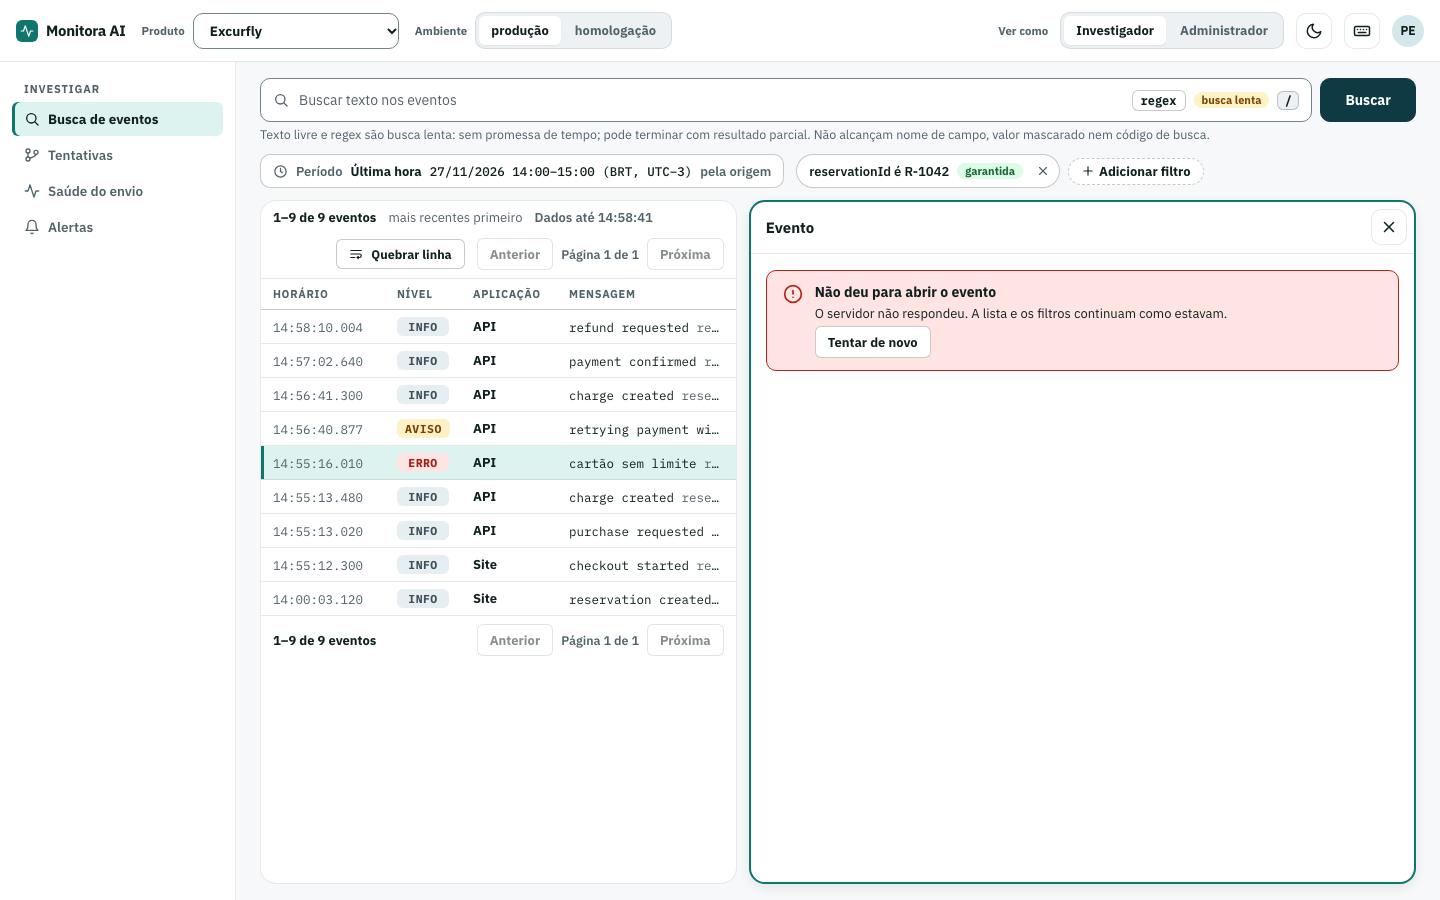 Monitora AI
Produto
Excurfly
Ambiente
produção
homologação
Ver como
Investigador
Administrador
PE
INVESTIGAR
Busca de eventos
Tentativas
Saúde do envio
Alertas
Buscar texto nos eventos
regex
busca lenta
/
Buscar
Texto livre e regex são busca lenta: sem promessa de tempo; pode terminar com resultado parcial. Não alcançam nome de campo, valor mascarado nem código de busca.
Período Última hora 27/11/2026 14:00–15:00 (BRT, UTC−3) pela origem
reservationId é R-1042 garantida
Adicionar filtro
1–9 de 9 eventos mais recentes primeiro Dados até 14:58:41
Quebrar linha
Anterior
Página 1 de 1
Próxima
HORÁRIO NÍVEL APLICAÇÃO MENSAGEM
14:58:10.004 INFO API refund requested re…
14:57:02.640 INFO API payment confirmed r…
14:56:41.300 INFO API charge created rese…
14:56:40.877 AVISO API retrying payment wi…
14:55:16.010 ERRO API cartão sem limite r…
14:55:13.480 INFO API charge created rese…
14:55:13.020 INFO API purchase requested …
14:55:12.300 INFO Site checkout started re…
14:00:03.120 INFO Site reservation created…
1–9 de 9 eventos
Anterior
Página 1 de 1
Próxima
Evento
Não deu para abrir o evento
O servidor não respondeu. A lista e os filtros continuam como estavam.
Tentar de novo